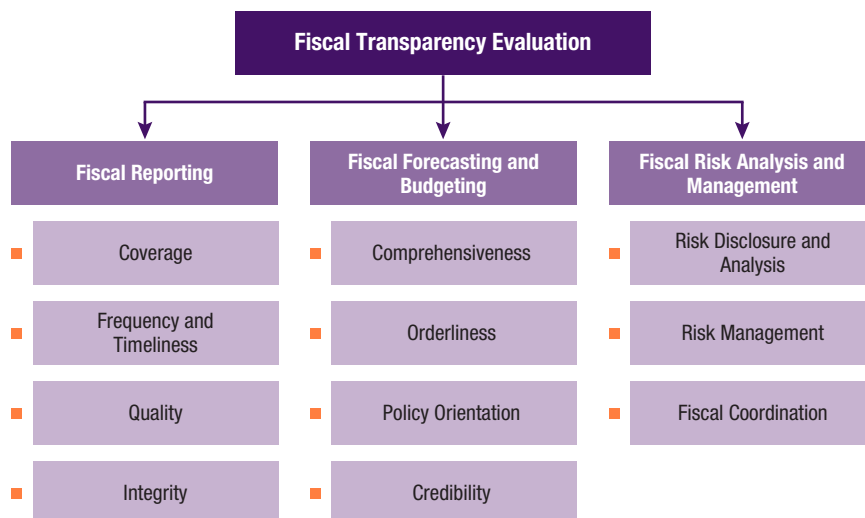 Fiscal Transparency Evaluation
Fiscal Reporting
Coverage
Frequency and
Timeliness
Quality
Integrity
Fiscal Forecasting and
Budgeting
Comprehensiveness
Orderliness
Policy Orientation
Credibility
Fiscal Risk Analysis and
Management
Risk Disclosure and
Analysis
Risk Management
Fiscal Coordination